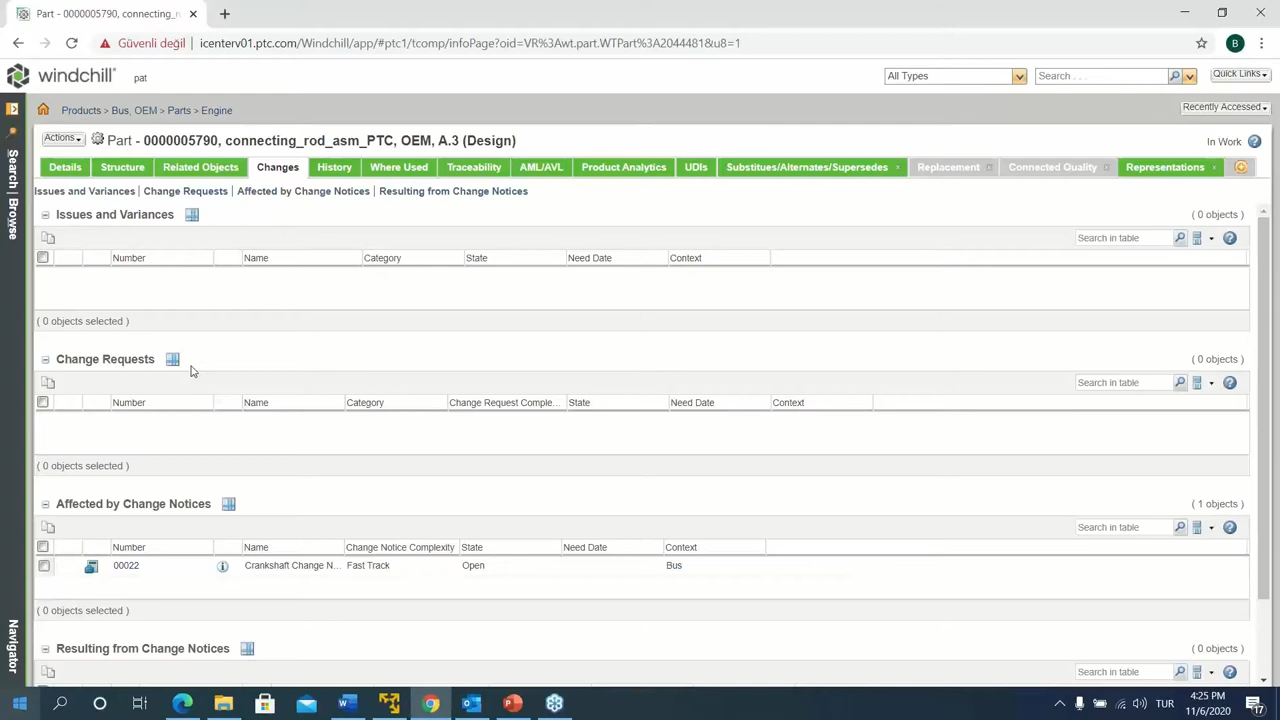 Part - 0000005790, connecting_r
Güvenli değil
icenterv01.ptc.com/Windchill/app/#ptc1/tcomp/infoPage?oid=VR%3Awt.part.WTPart%3A2044481&u8=1
B
windchill pat All Types Search . . . Quick Links
Products > Bus, OEM > Parts > Engine Recently Accessed
Actions Part - 0000005790, connecting_rod_asm_PTC, OEM, A.3 (Design) In Work
Details Structure Related Objects Changes History Where Used Traceability AML/AVL Product Analytics UDIs Substitues/Alternates/Supersedes Replacement Connected Quality Representations
Issues and Variances | Change Requests | Affected by Change Notices | Resulting from Change Notices
Issues and Variances ( 0 objects )
Search in table
Number Name Category State Need Date Context
( 0 objects selected )
Change Requests ( 0 objects )
Search in table
Number Name Category Change Request Comple... State Need Date Context
( 0 objects selected )
Affected by Change Notices ( 1 objects )
Search in table
Number Name Change Notice Complexity State Need Date Context
00022 Crankshaft Change N... Fast Track Open Bus
( 0 objects selected )
Resulting from Change Notices ( 0 objects )
Search in table
Search | Browse
Navigator
TUR
4:25 PM
11/6/2020
17